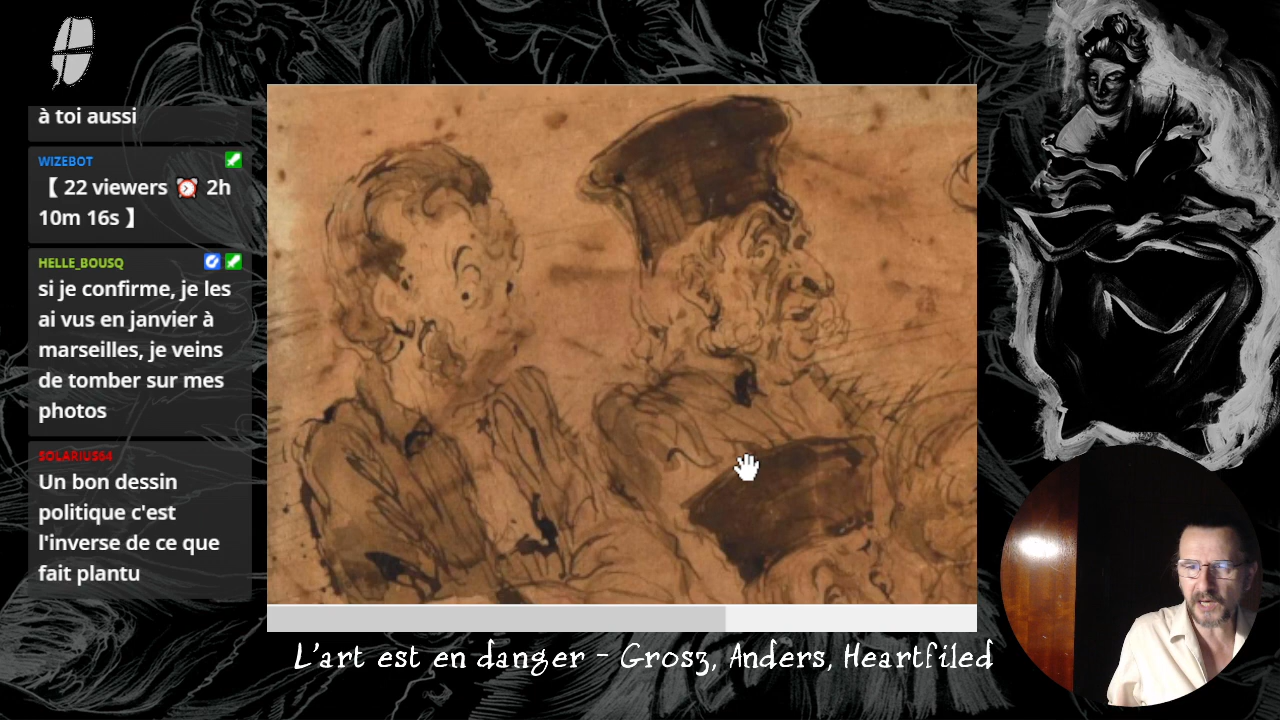 à toi aussi
WIZEBOT
【 22 viewers ⏰ 2h
10m 16s 】
HELLE_BOUSQ
si je confirme, je les
ai vus en janvier à
marseilles, je veins
de tomber sur mes
photos
SOLARIUS64
Un bon dessin
politique c'est
l'inverse de ce que
fait plantu
L'art est en danger - Grosz, Anders, Heartfiled